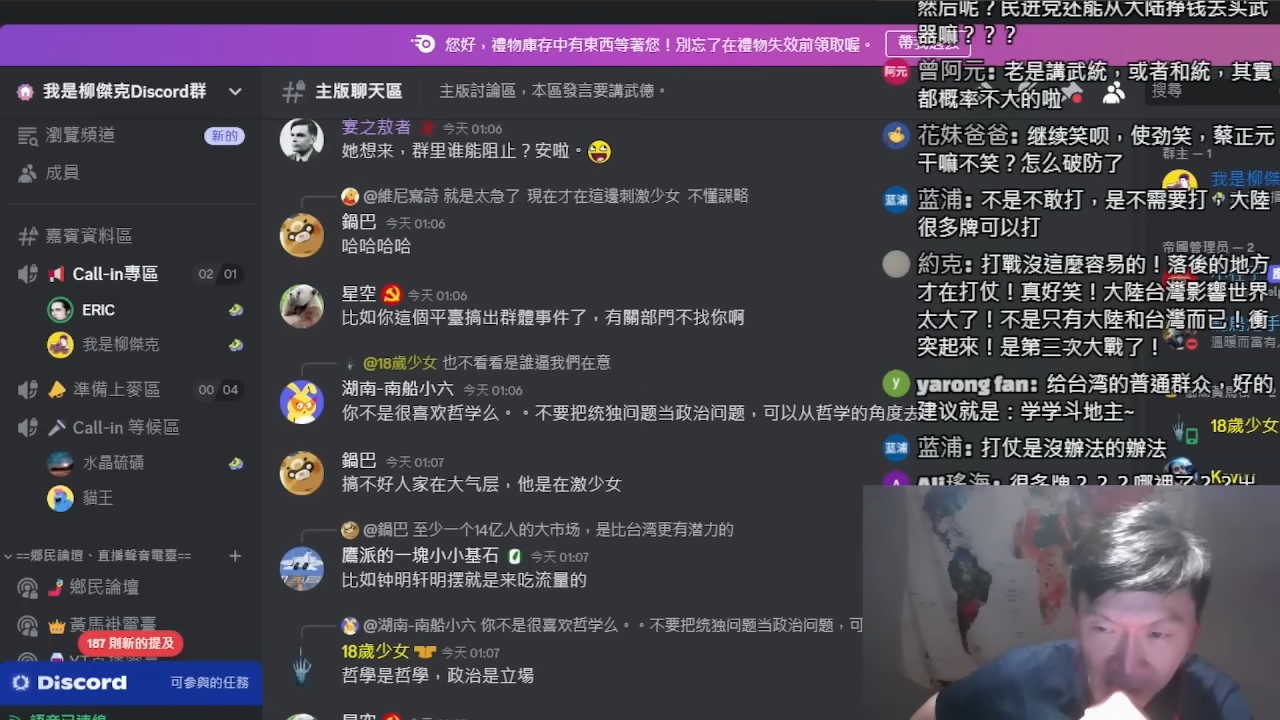 您好,禮物庫存中有東西等著您!別忘了在禮物失效前領取喔。
我是柳傑克Discord群
瀏覽頻道
新的
成員
嘉賓資料區
Call-in專區
02 01
ERIC
我是柳傑克
準備上麥區
00 04
Call-in 等候區
水晶硫磺
貓王
==鄉民論壇、直播聲音電臺==
鄉民論壇
黃馬褂電臺
187 則新的提及
Discord
可參與的任務
主版聊天區
主版討論區,本區發言要講武德。
宴之敖者 今天 01:06
她想来,群里谁能阻止?安啦。
@維尼寫詩 就是太急了 現在才在這邊刺激少女 不懂謀略
鍋巴 今天 01:06
哈哈哈哈
星空 今天 01:06
比如你這個平臺搞出群體事件了,有關部門不找你啊
@18歲少女 也不看看是誰逼我們在意
湖南-南船小六 今天 01:06
你不是很喜欢哲学么。。不要把统独问题当政治问题,可以从哲学的角度去
鍋巴 今天 01:07
搞不好人家在大气层,他是在激少女
@鍋巴 至少一个14亿人的大市场,是比台湾更有潜力的
鷹派的一塊小小基石 今天 01:07
比如钟明轩明摆就是来吃流量的
@湖南-南船小六 你不是很喜欢哲学么。。不要把统独问题当政治问题,可
18歲少女 今天 01:07
哲學是哲學,政治是立場
星空
然后呢?民进党还能从大陆挣钱去买武
器嘛???
曾阿元: 老是講武統,或者和統,其實
都概率不大的啦
搜尋
花妹爸爸: 继续笑呗,使劲笑,蔡正元
干嘛不笑?怎么破防了
群主 – 1
我是柳傑
蓝浦: 不是不敢打,是不需要打,大陸
很多牌可以打
帝國管理員 – 2
約克: 打戰沒這麼容易的!落後的地方
才在打仗!真好笑!大陸台灣影響世界
太大了!不是只有大陸和台灣而已!衝
突起來!是第三次大戰了!
yarong fan: 给台湾的普通群众,好的
建议就是:学学斗地主~
18歲少女
蓝浦: 打仗是沒辦法的辦法